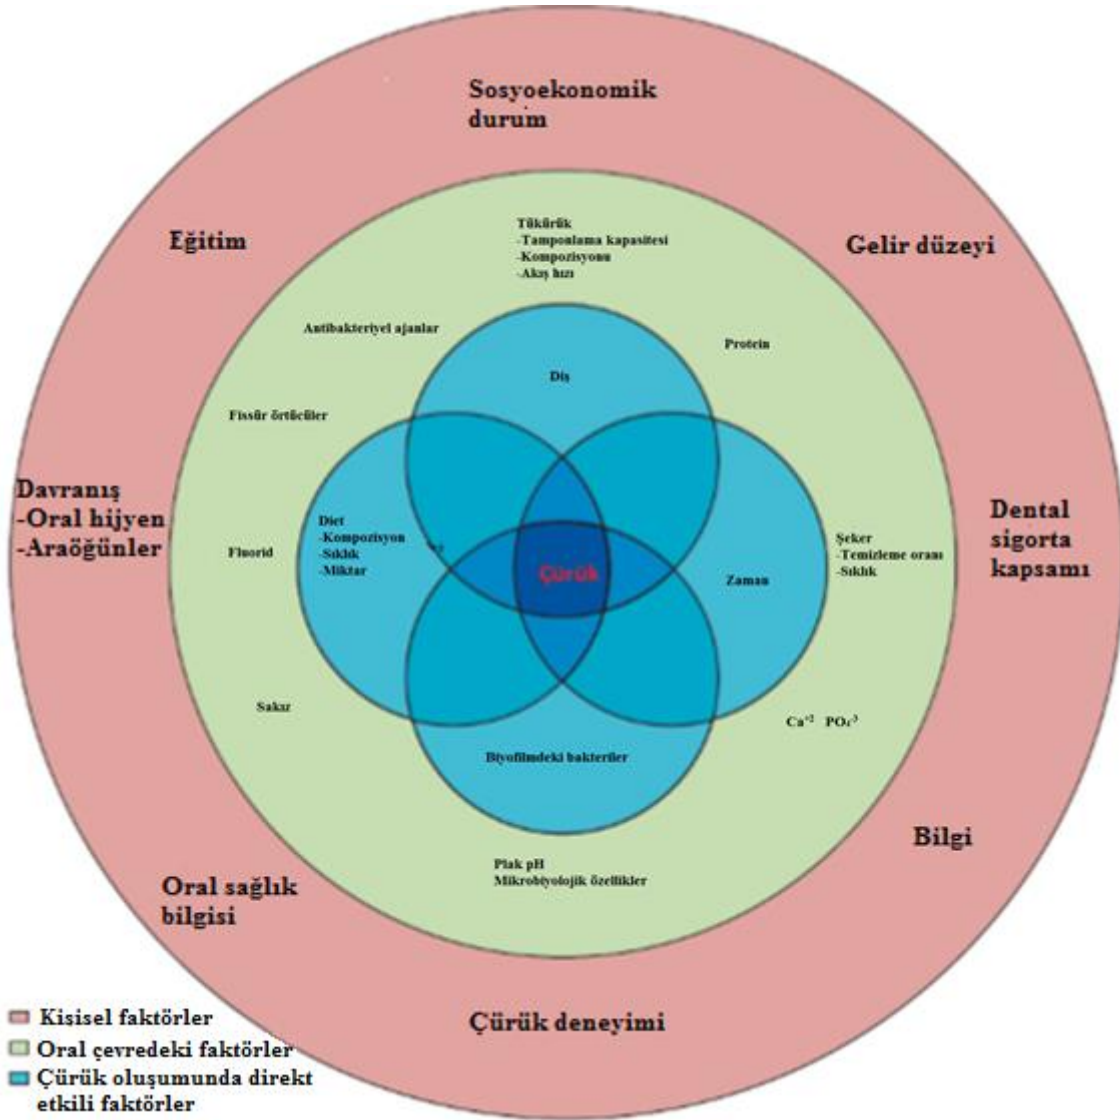 Sosyoekonomik
durum
Eğitim
Gelir düzeyi
Tükürük
-Tamponlama kapasitesi
-Kompozisyonu
-Akış hızı
Antibakteriyel ajanlar
Protein
Diş
Fissür örtücüler
Davranış
-Oral hijyen
-Araöğünler
Fluorid
Diet
-Kompozisyon
-Sıklık
-Miktar
Çürük
Zaman
Şeker
-Temizleme oranı
-Sıklık
Dental
sigorta
kapsamı
Sakız
Ca⁺² PO₄⁻³
Biyofilmdeki bakteriler
Bilgi
Plak pH
Mikrobiyolojik özellikler
Oral sağlık
bilgisi
Çürük deneyimi
Kişisel faktörler
Oral çevredeki faktörler
Çürük oluşumunda direkt
etkili faktörler